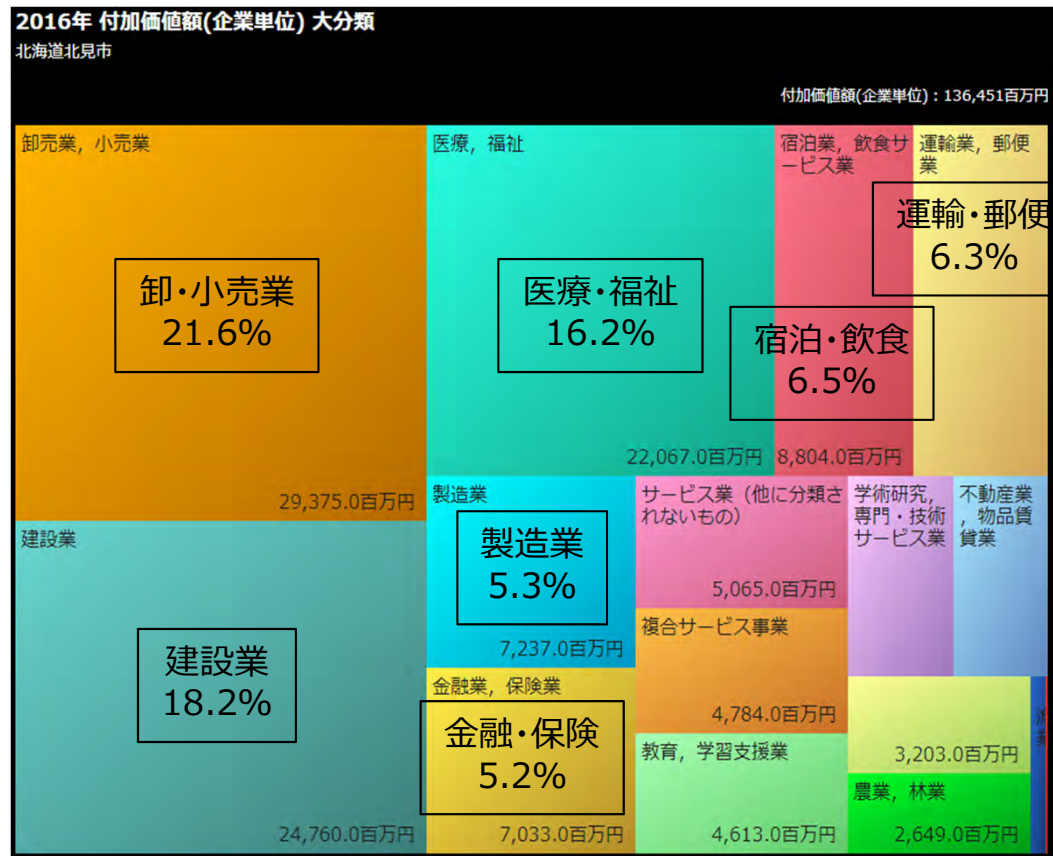 2016年 付加価値額(企業単位) 大分類
北海道北見市
付加価値額(企業単位)：136,451百万円
卸売業, 小売業
卸・小売業
21.6%
29,375.0百万円
建設業
建設業
18.2%
24,760.0百万円
医療, 福祉
医療・福祉
16.2%
22,067.0百万円
宿泊業, 飲食サ
ービス業
宿泊・飲食
6.5%
8,804.0百万円
運輸業, 郵便
業
運輸・郵便
6.3%
製造業
製造業
5.3%
7,237.0百万円
金融業, 保険業
金融・保険
5.2%
7,033.0百万円
サービス業（他に分類さ
れないもの）
5,065.0百万円
複合サービス事業
4,784.0百万円
教育, 学習支援業
4,613.0百万円
学術研究,
専門・技術
サービス業
不動産業
, 物品賃
貸業
3,203.0百万円
農業, 林業
2,649.0百万円